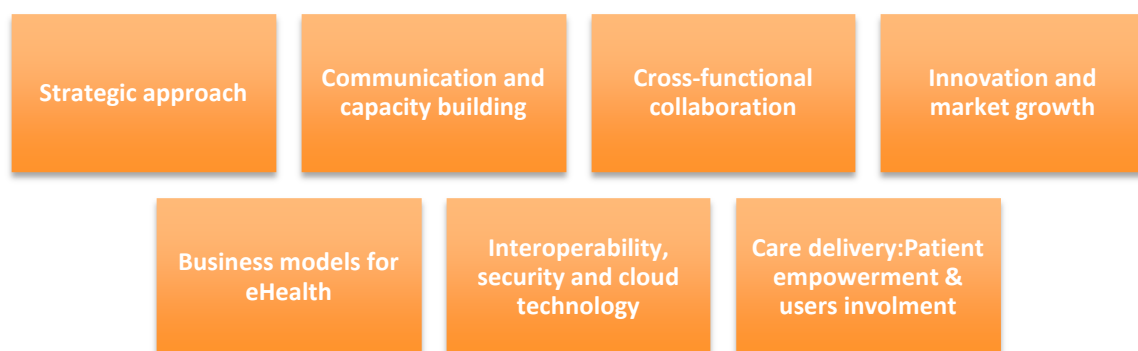 Strategic approach
Communication and
capacity building
Cross-functional
collaboration
Innovation and
market growth
Business models for
eHealth
Interoperability,
security and cloud
technology
Care delivery:Patient
empowerment &
users involment